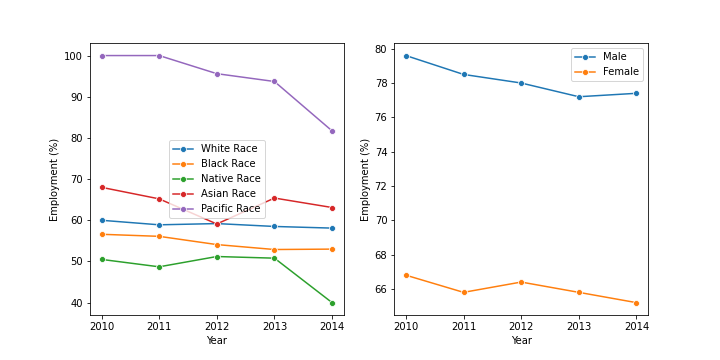 100
90
80
70
60
50
40
Employment (%)
White Race
Black Race
Native Race
Asian Race
Pacific Race
2010 2011 2012 2013 2014
Year
80
78
76
74
72
70
68
66
Employment (%)
Male
Female
2010 2011 2012 2013 2014
Year